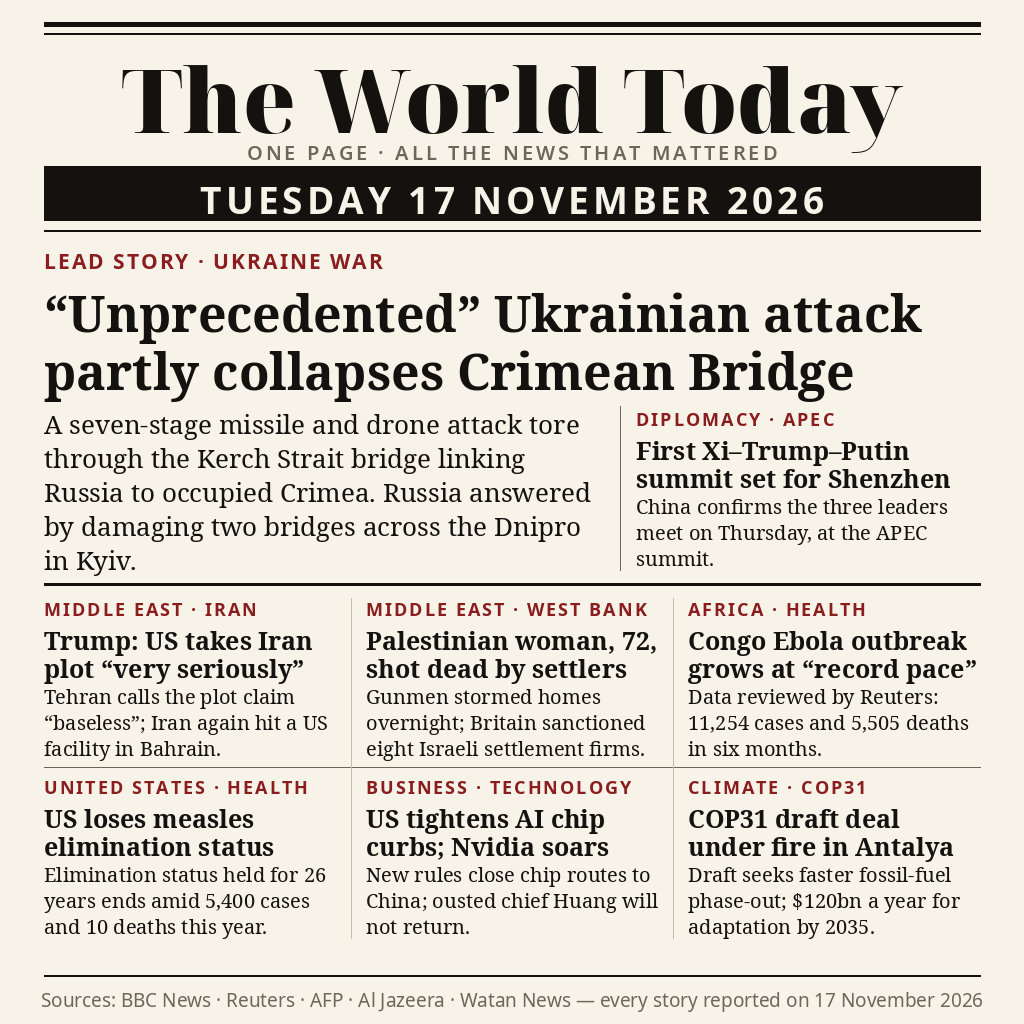 The World Today
ONE PAGE · ALL THE NEWS THAT MATTERED
TUESDAY 17 NOVEMBER 2026
LEAD STORY · UKRAINE WAR
“Unprecedented” Ukrainian attack
partly collapses Crimean Bridge
A seven-stage missile and drone attack tore
through the Kerch Strait bridge linking
Russia to occupied Crimea. Russia answered
by damaging two bridges across the Dnipro
in Kyiv.
DIPLOMACY · APEC
First Xi–Trump–Putin
summit set for Shenzhen
China confirms the three leaders
meet on Thursday, at the APEC
summit.
MIDDLE EAST · IRAN
Trump: US takes Iran
plot “very seriously”
Tehran calls the plot claim
“baseless”; Iran again hit a US
facility in Bahrain.
MIDDLE EAST · WEST BANK
Palestinian woman, 72,
shot dead by settlers
Gunmen stormed homes
overnight; Britain sanctioned
eight Israeli settlement firms.
AFRICA · HEALTH
Congo Ebola outbreak
grows at “record pace”
Data reviewed by Reuters:
11,254 cases and 5,505 deaths
in six months.
UNITED STATES · HEALTH
US loses measles
elimination status
Elimination status held for 26
years ends amid 5,400 cases
and 10 deaths this year.
BUSINESS · TECHNOLOGY
US tightens AI chip
curbs; Nvidia soars
New rules close chip routes to
China; ousted chief Huang will
not return.
CLIMATE · COP31
COP31 draft deal
under fire in Antalya
Draft seeks faster fossil-fuel
phase-out; $120bn a year for
adaptation by 2035.
Sources: BBC News · Reuters · AFP · Al Jazeera · Watan News — every story reported on 17 November 2026